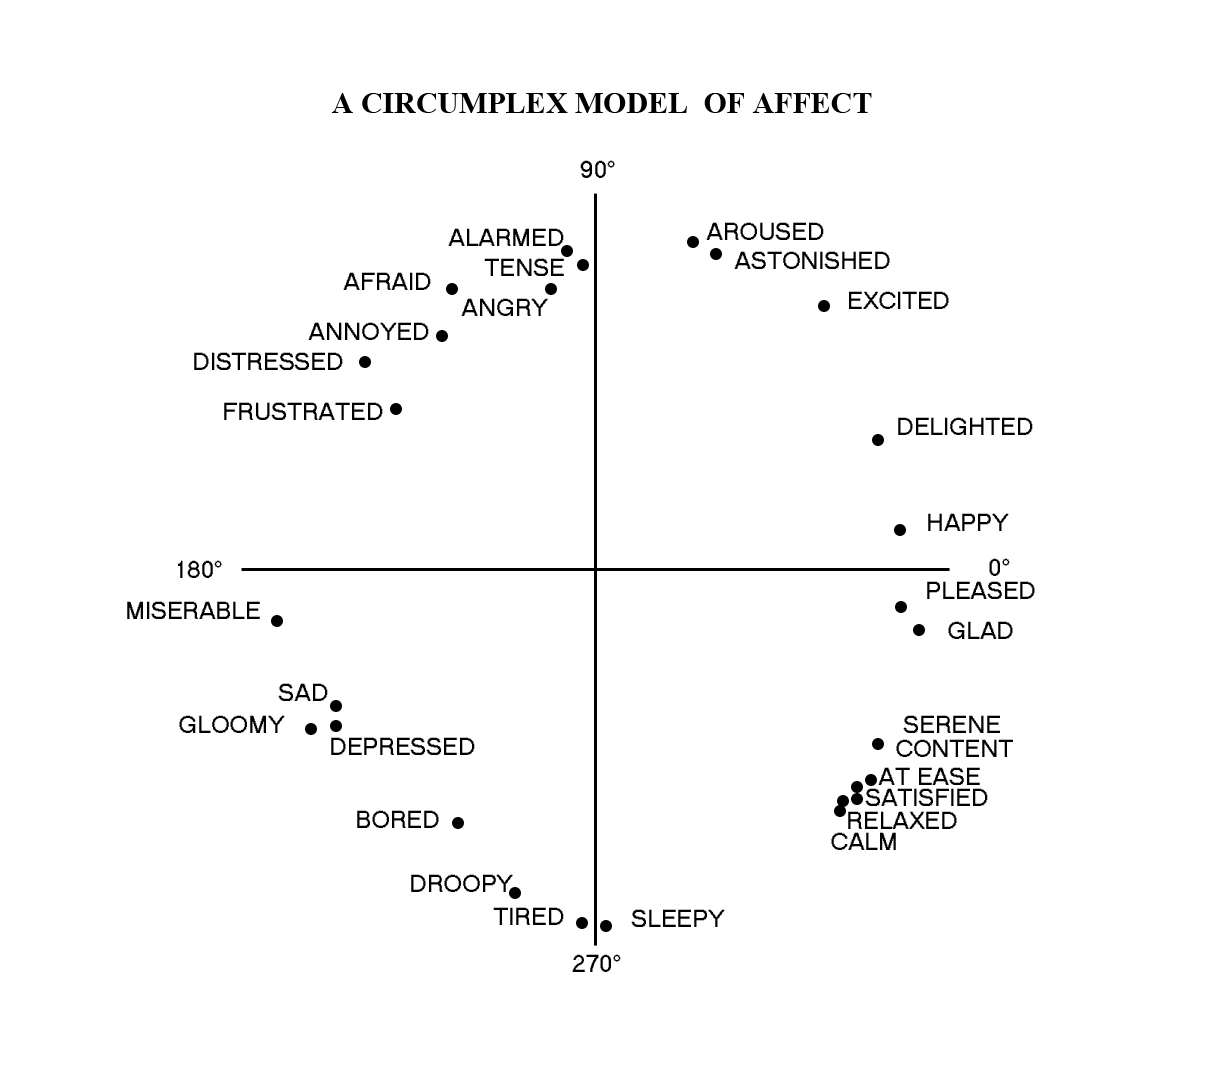 A CIRCUMPLEX MODEL OF AFFECT
90°
ALARMED
AROUSED
TENSE
ASTONISHED
AFRAID
EXCITED
ANGRY
ANNOYED
DISTRESSED
FRUSTRATED
DELIGHTED
HAPPY
180°
0°
PLEASED
MISERABLE
GLAD
SAD
GLOOMY
SERENE
DEPRESSED
CONTENT
AT EASE
SATISFIED
BORED
RELAXED
CALM
DROOPY
TIRED
SLEEPY
270°